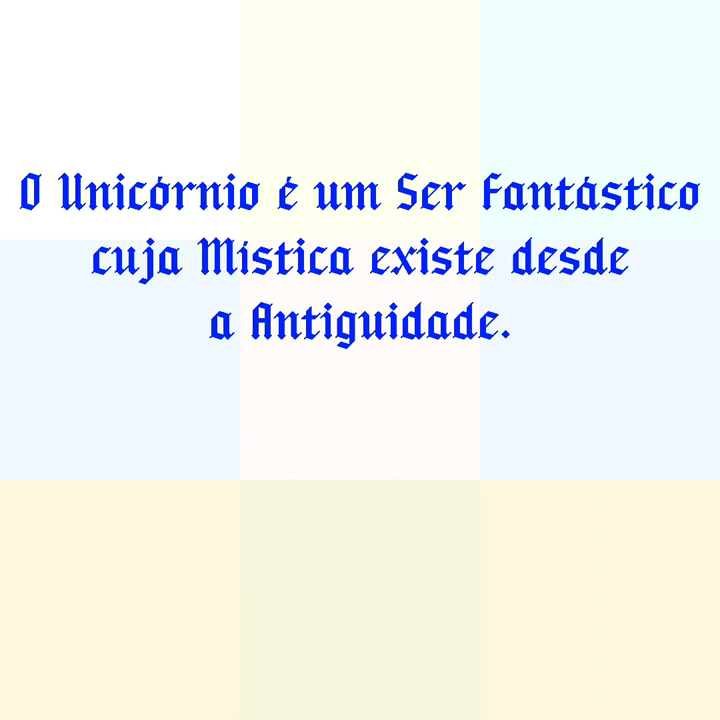 O Unicórnio é um Ser Fantástico
cuja Mística existe desde
a Antiguidade.